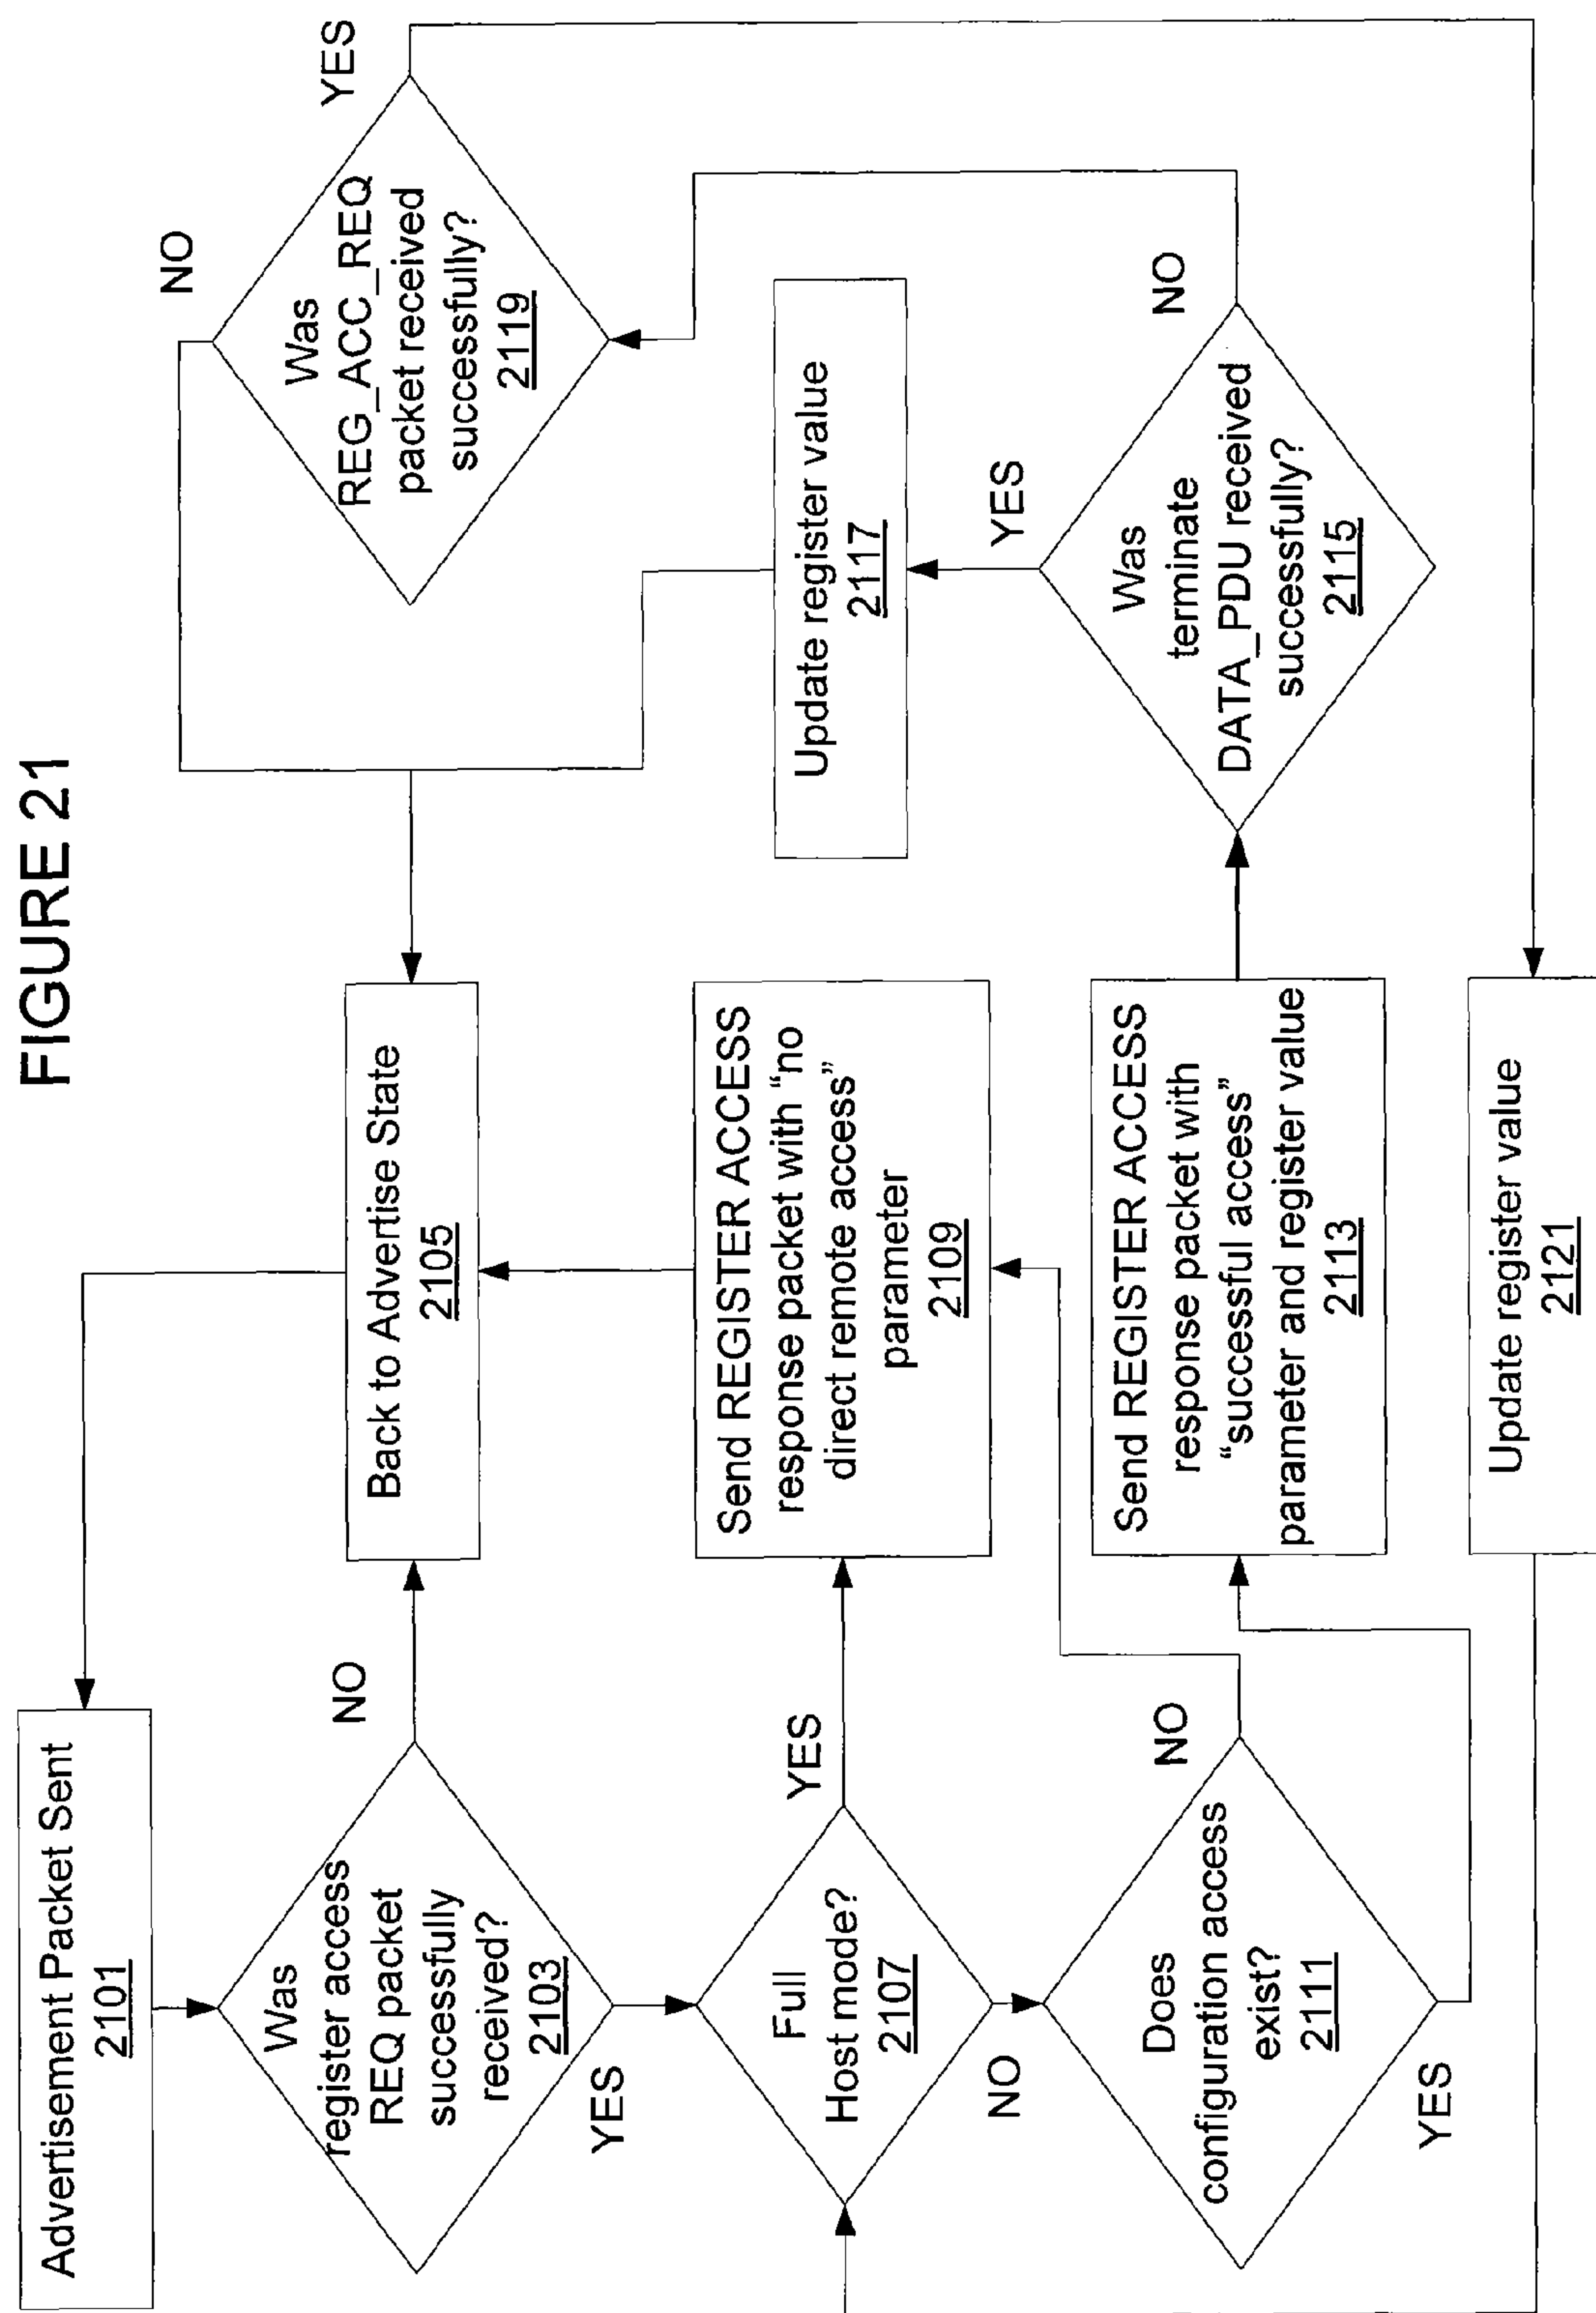 FIGURE 21
Advertisement Packet Sent
2101
Was
register access
REQ packet
successfully
received?
2103
NO
YES
Back to Advertise State
2105
Full
Host mode?
2107
YES
NO
Send REGISTER ACCESS
response packet with “no
direct remote access”
parameter
2109
Does
configuration access
exist?
2111
NO
YES
Send REGISTER ACCESS
response packet with
“successful access”
parameter and register value
2113
Was
terminate
DATA_PDU received
successfully?
2115
YES
NO
Update register value
2117
Was
REG_ACC_REQ
packet received
successfully?
2119
NO
YES
Update register value
2121